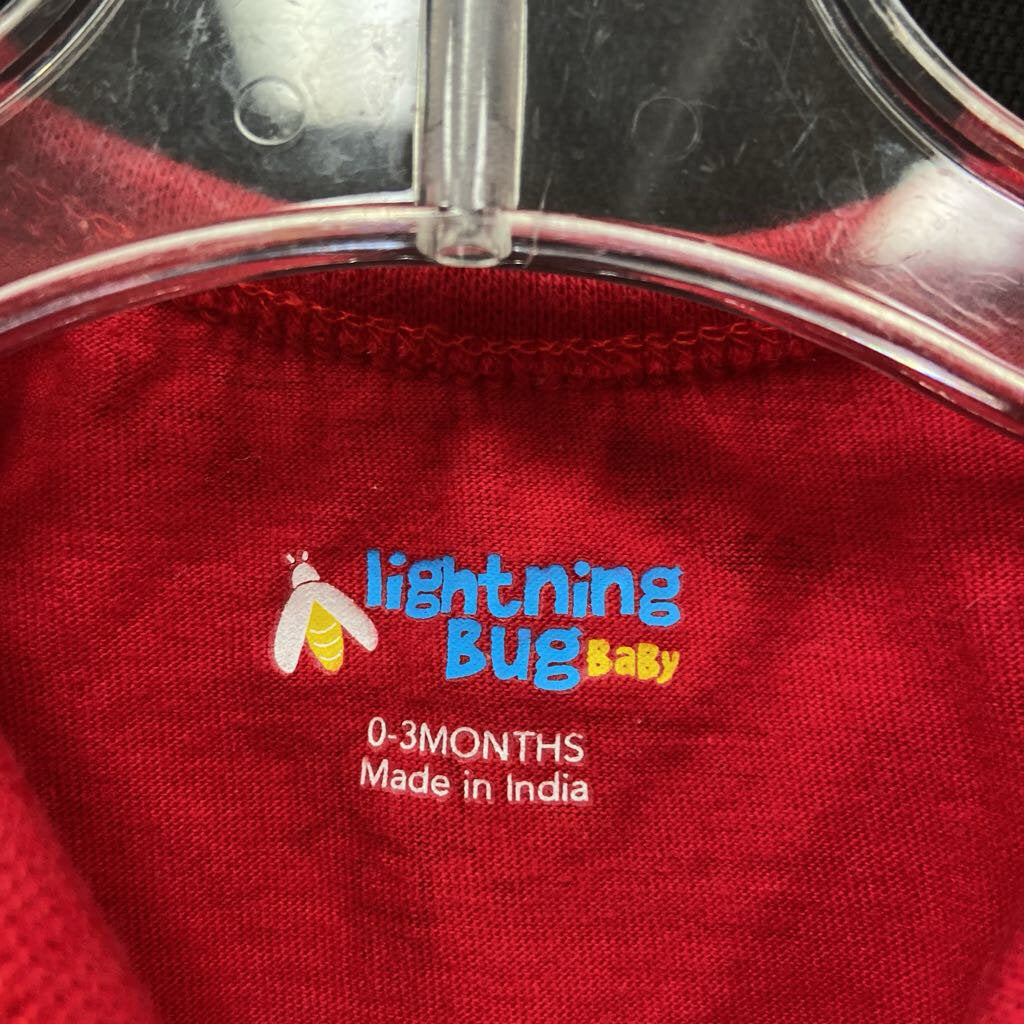 lightning
Bug BaBy
0-3MONTHS
Made in India